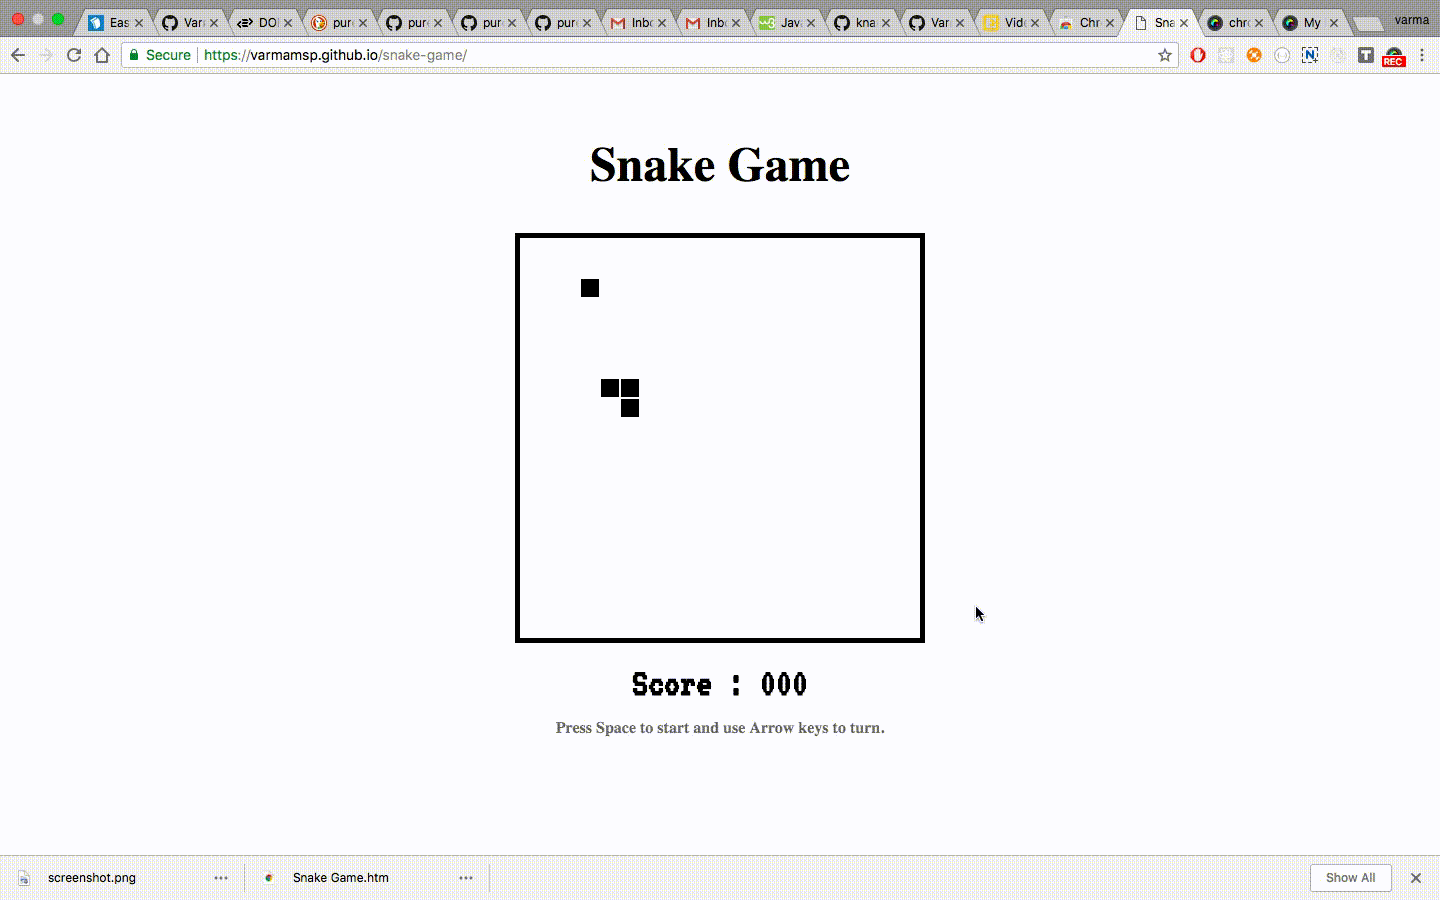 Eas Var DO pur pur pur pur Inb Inb Jav kna Var Vid Chr Sna chr My varma
Secure https://varmamsp.github.io/snake-game/ REC
Snake Game
Score : 000
Press Space to start and use Arrow keys to turn.
screenshot.png Snake Game.htm Show All